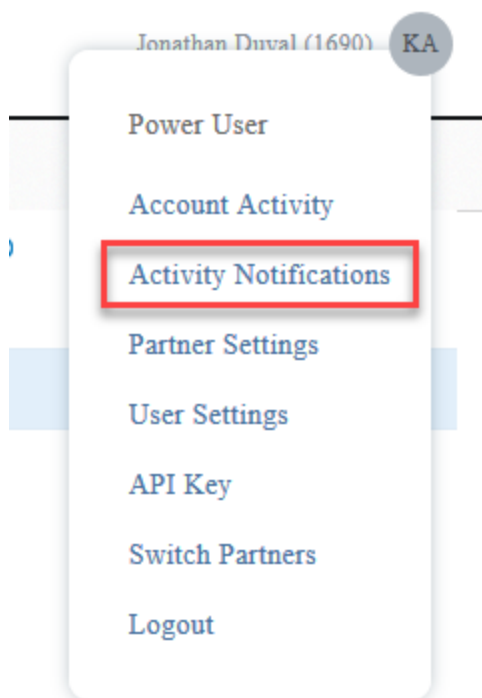 Jonathan Duval (1690)
KA
Power User
Account Activity
Activity Notifications
Partner Settings
User Settings
API Key
Switch Partners
Logout